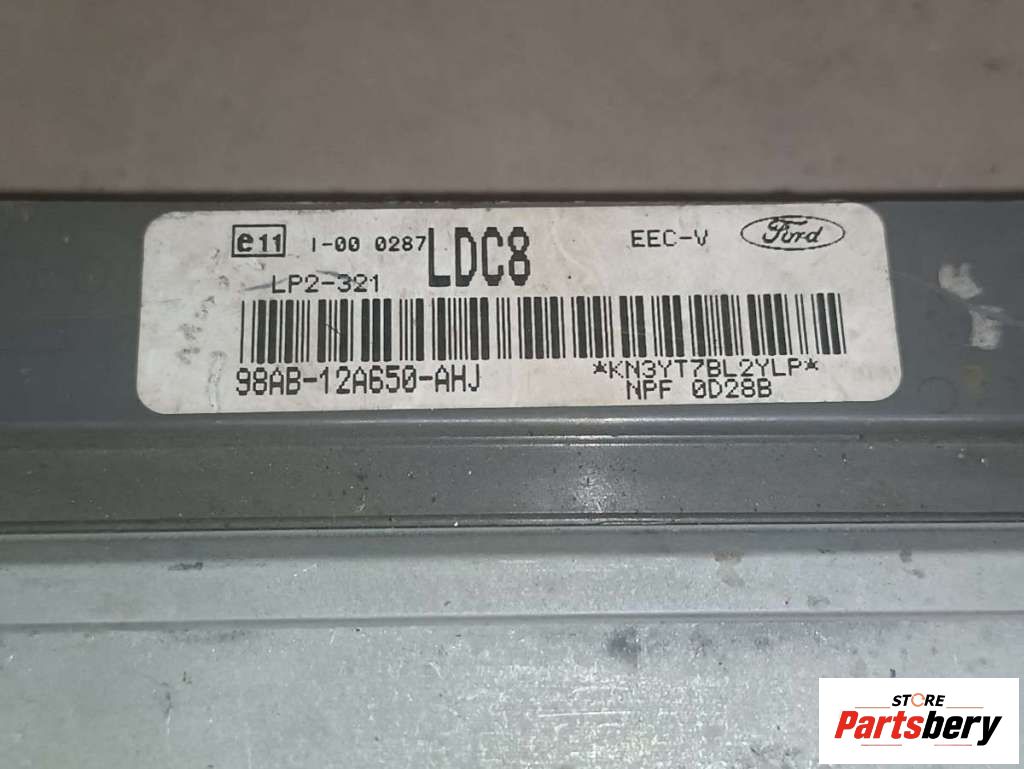 e11 I-00 0287 LDC8 EEC-V Ford
LP2-321
98AB-12A650-AHJ *KN3YT7BL2YLP*
NPF 0D28B
STORE
Partsbery